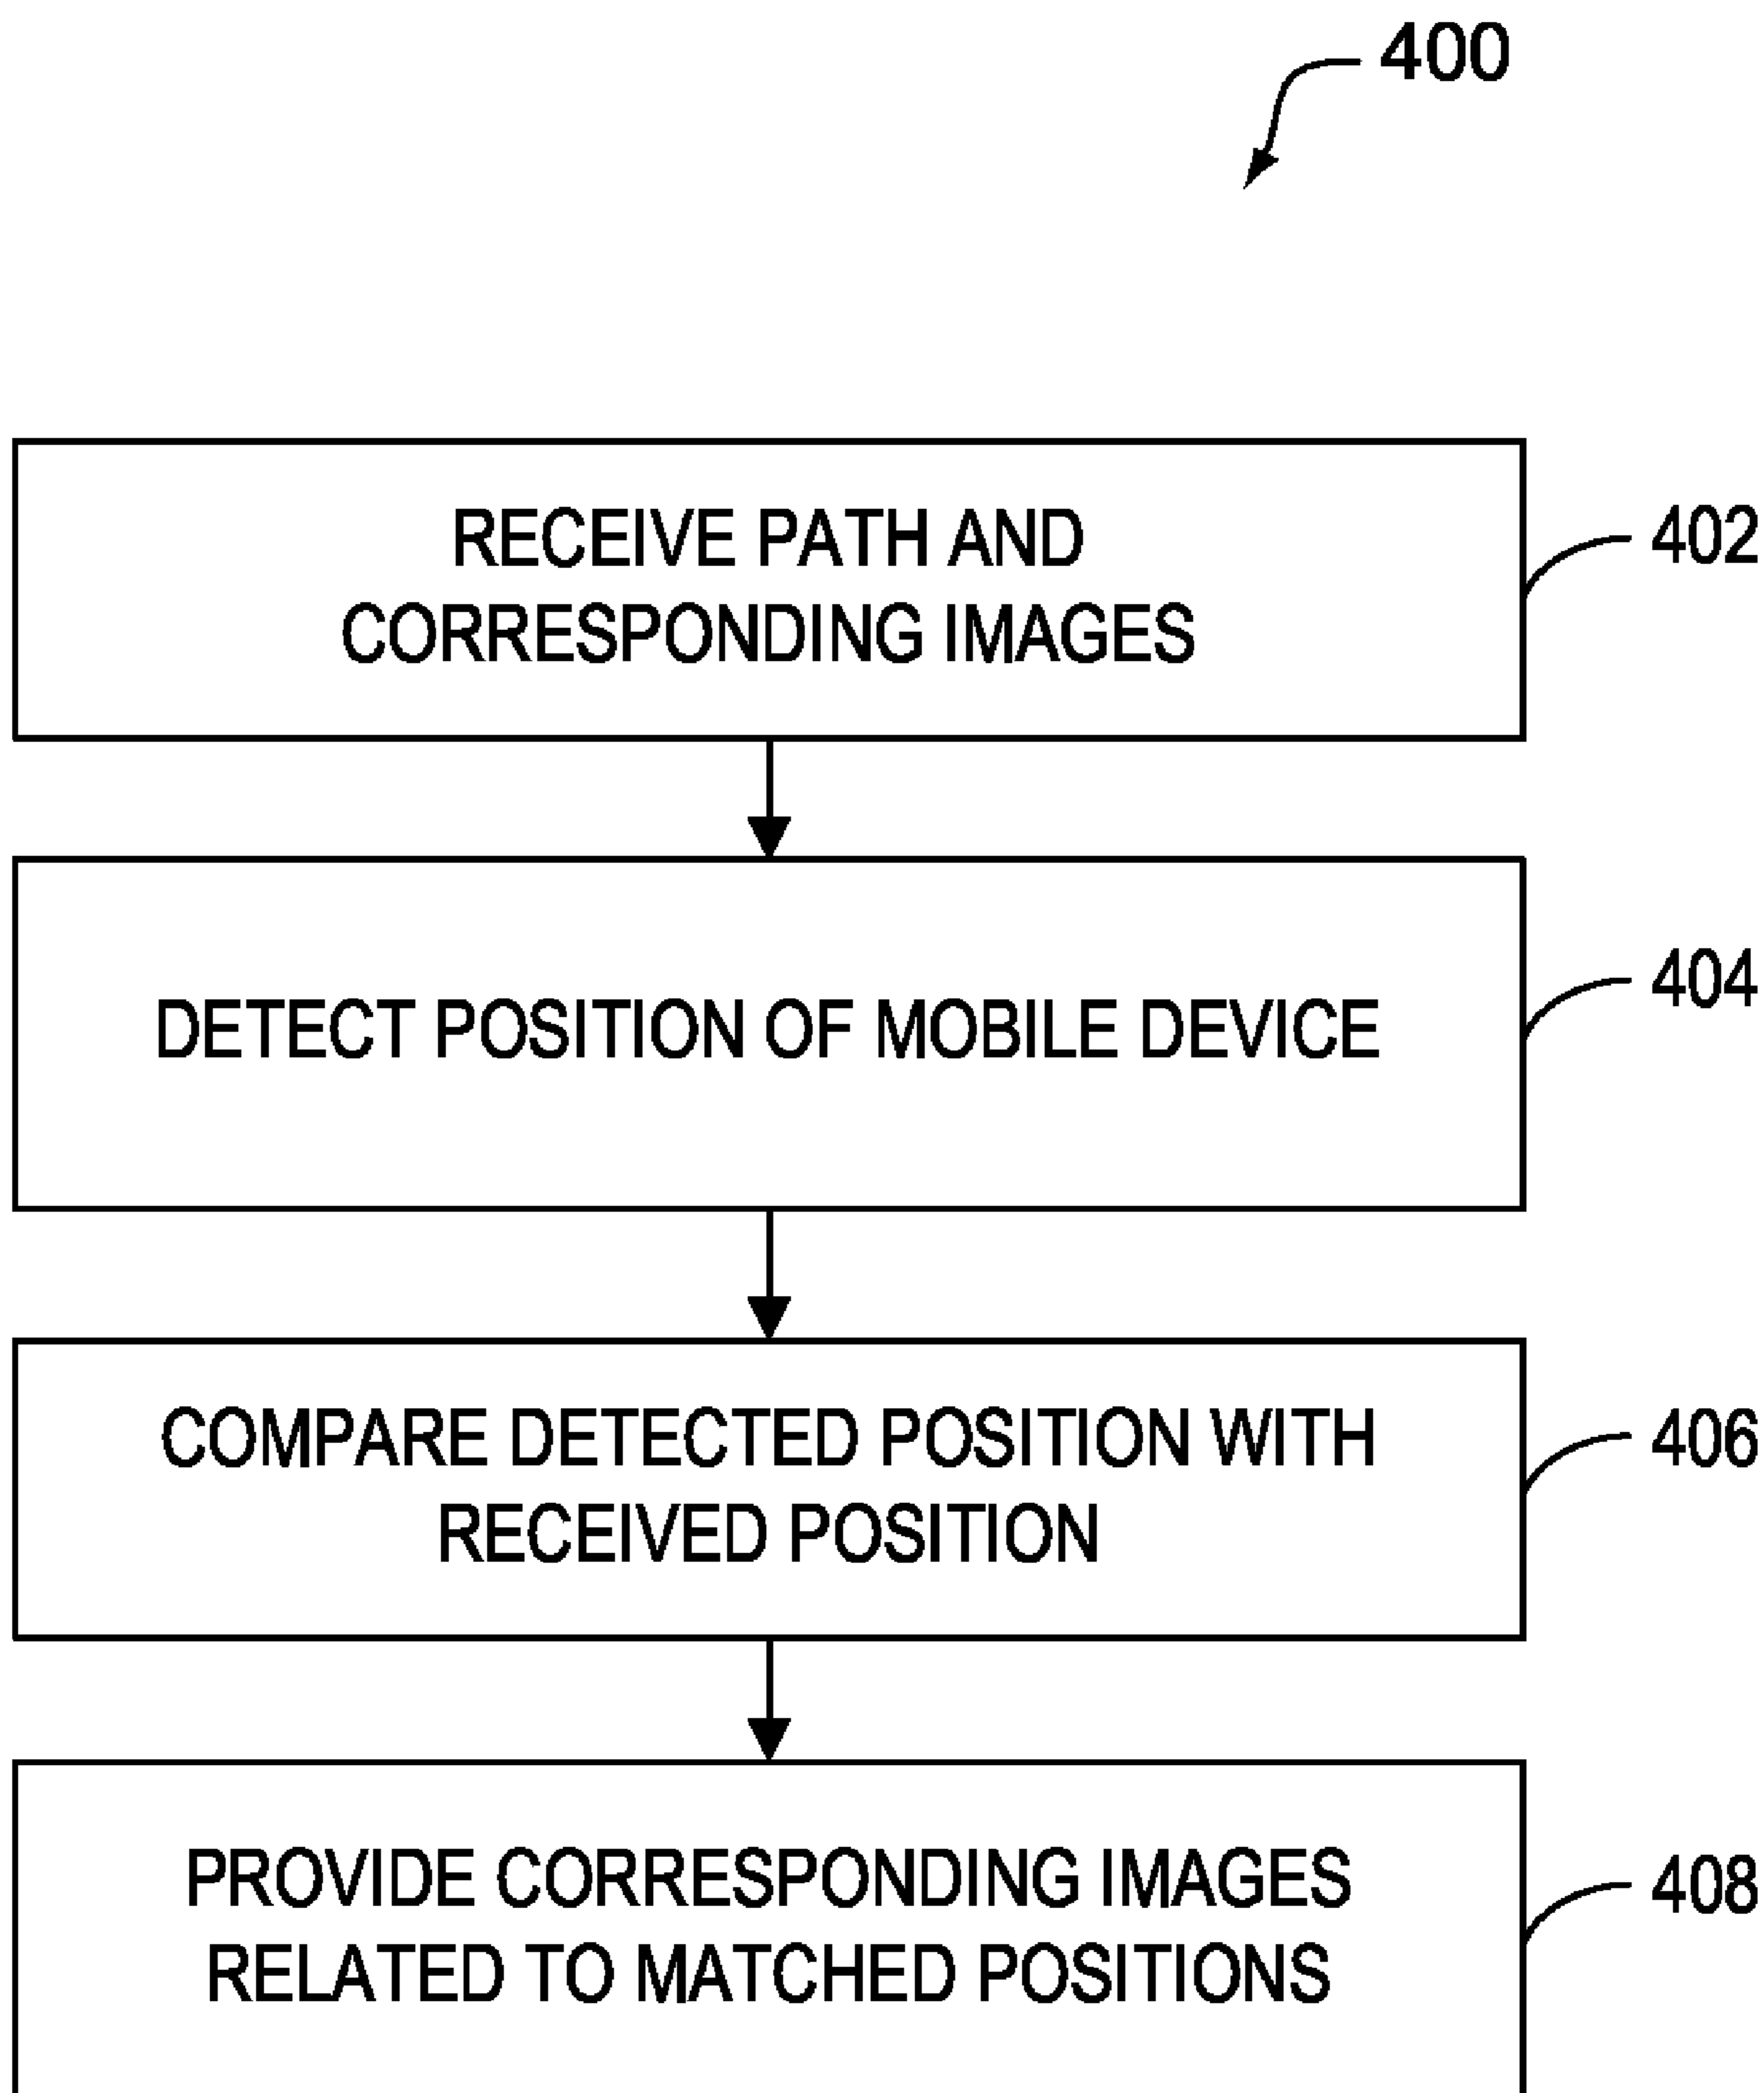 400
RECEIVE PATH AND
CORRESPONDING IMAGES
402
DETECT POSITION OF MOBILE DEVICE
404
COMPARE DETECTED POSITION WITH
RECEIVED POSITION
406
PROVIDE CORRESPONDING IMAGES
RELATED TO MATCHED POSITIONS
408